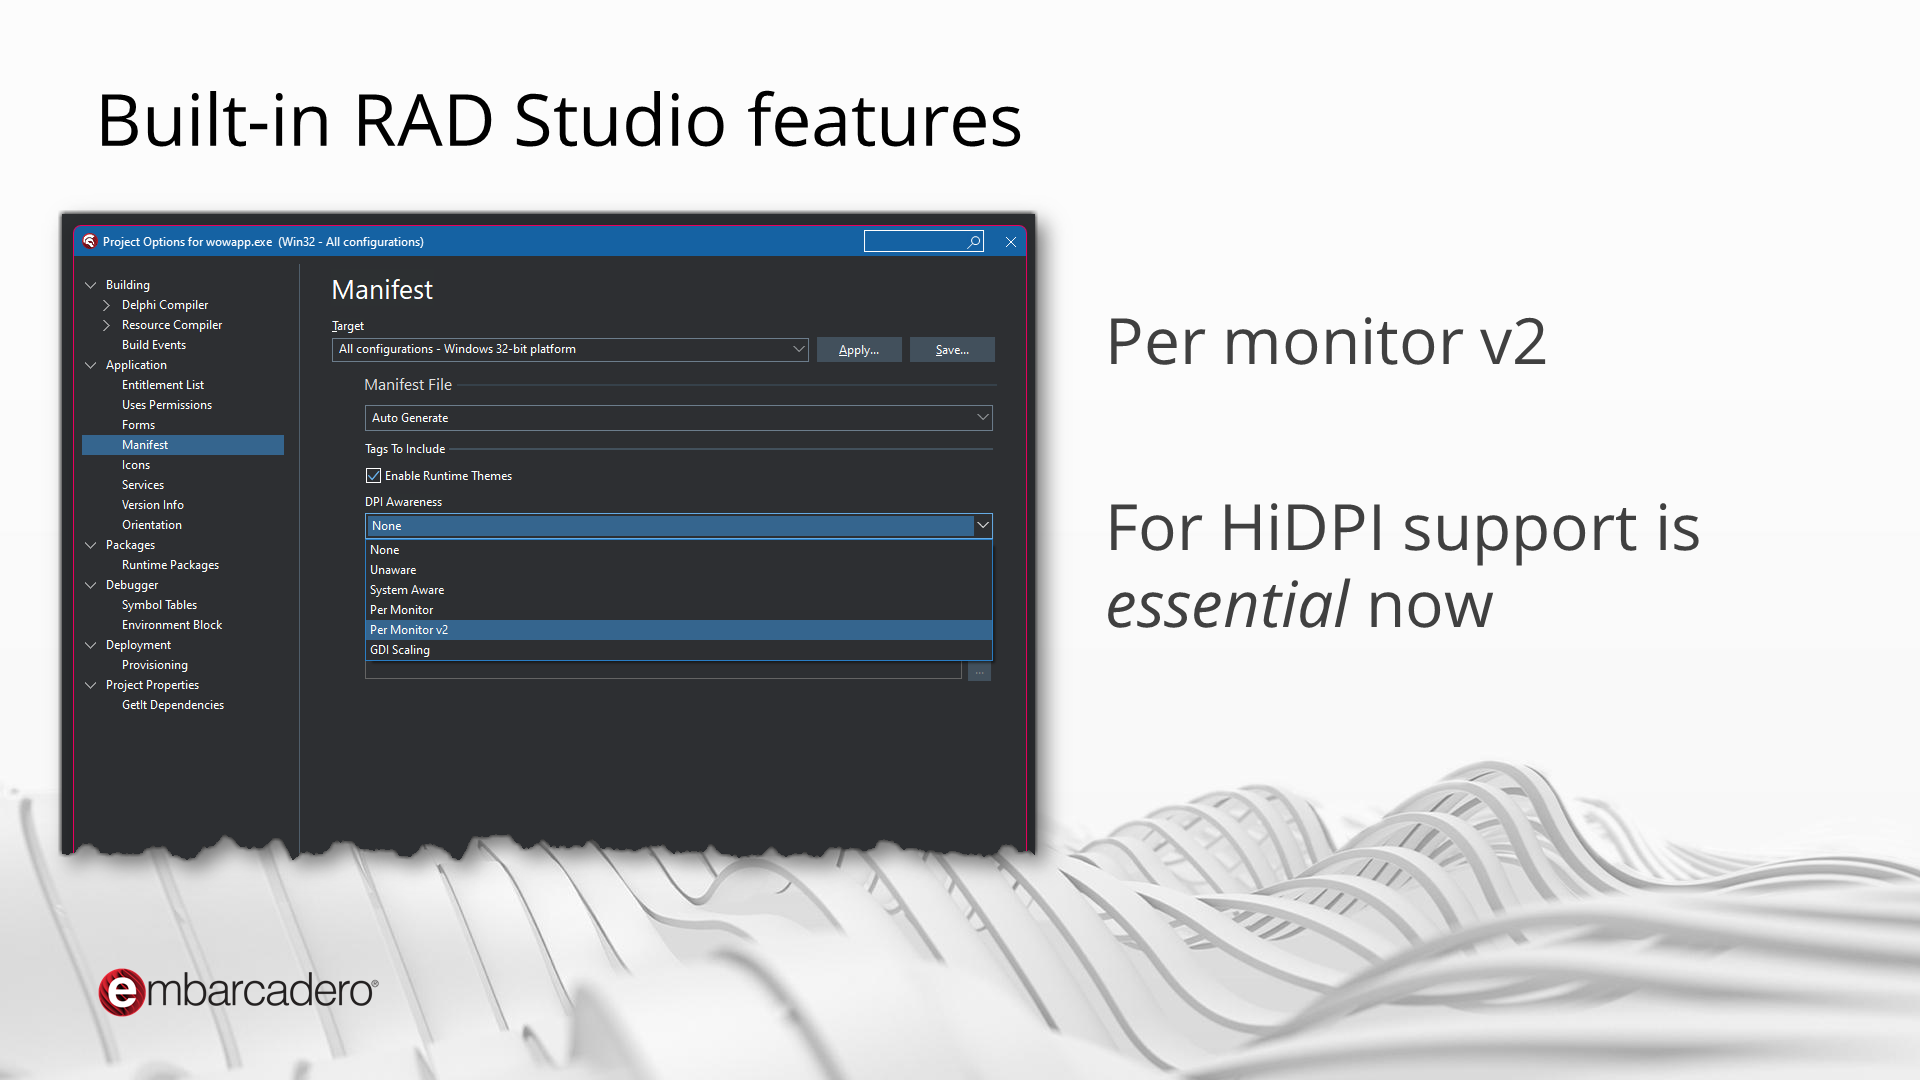 Built-in RAD Studio features
Project Options for wowapp.exe (Win32 - All configurations)
Building
Delphi Compiler
Resource Compiler
Build Events
Application
Entitlement List
Uses Permissions
Forms
Manifest
Icons
Services
Version Info
Orientation
Packages
Runtime Packages
Debugger
Symbol Tables
Environment Block
Deployment
Provisioning
Project Properties
GetIt Dependencies
Manifest
Target
All configurations - Windows 32-bit platform
Apply...
Save...
Manifest File
Auto Generate
Tags To Include
Enable Runtime Themes
DPI Awareness
None
None
Unaware
System Aware
Per Monitor
Per Monitor v2
GDI Scaling
...
Per monitor v2
For HiDPI support is
essential now
embarcadero®